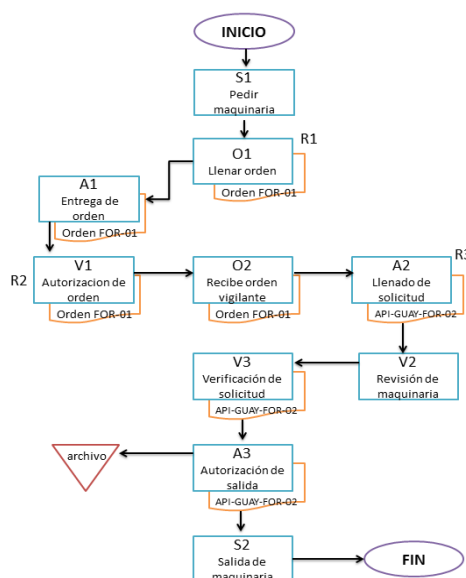 INICIO
S1
Pedir
maquinaria
R1
O1
Llenar orden
Orden FOR-01
A1
Entrega de
orden
Orden FOR-01
R2
V1
Autorizacion de
orden
Orden FOR-01
O2
Recibe orden
vigilante
Orden FOR-01
R3
A2
Llenado de
solicitud
API-GUAY-FOR-02
V3
Verificación de
solicitud
API-GUAY-FOR-02
V2
Revisión de
maquinaria
archivo
A3
Autorización de
salida
API-GUAY-FOR-02
S2
Salida de
maquinaria
FIN